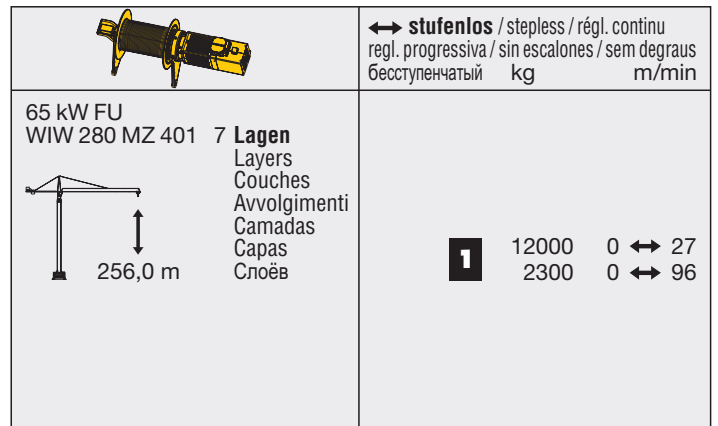 ↔ stufenlos / stepless / régl. continu
regl. progressiva / sin escalones / sem degraus
бесступенчатый kg m/min
65 kW FU
WIW 280 MZ 401 7 Lagen
Layers
Couches
Avvolgimenti
Camadas
Capas
256,0 m Слоёв
1 12000 0 ↔ 27
2300 0 ↔ 96